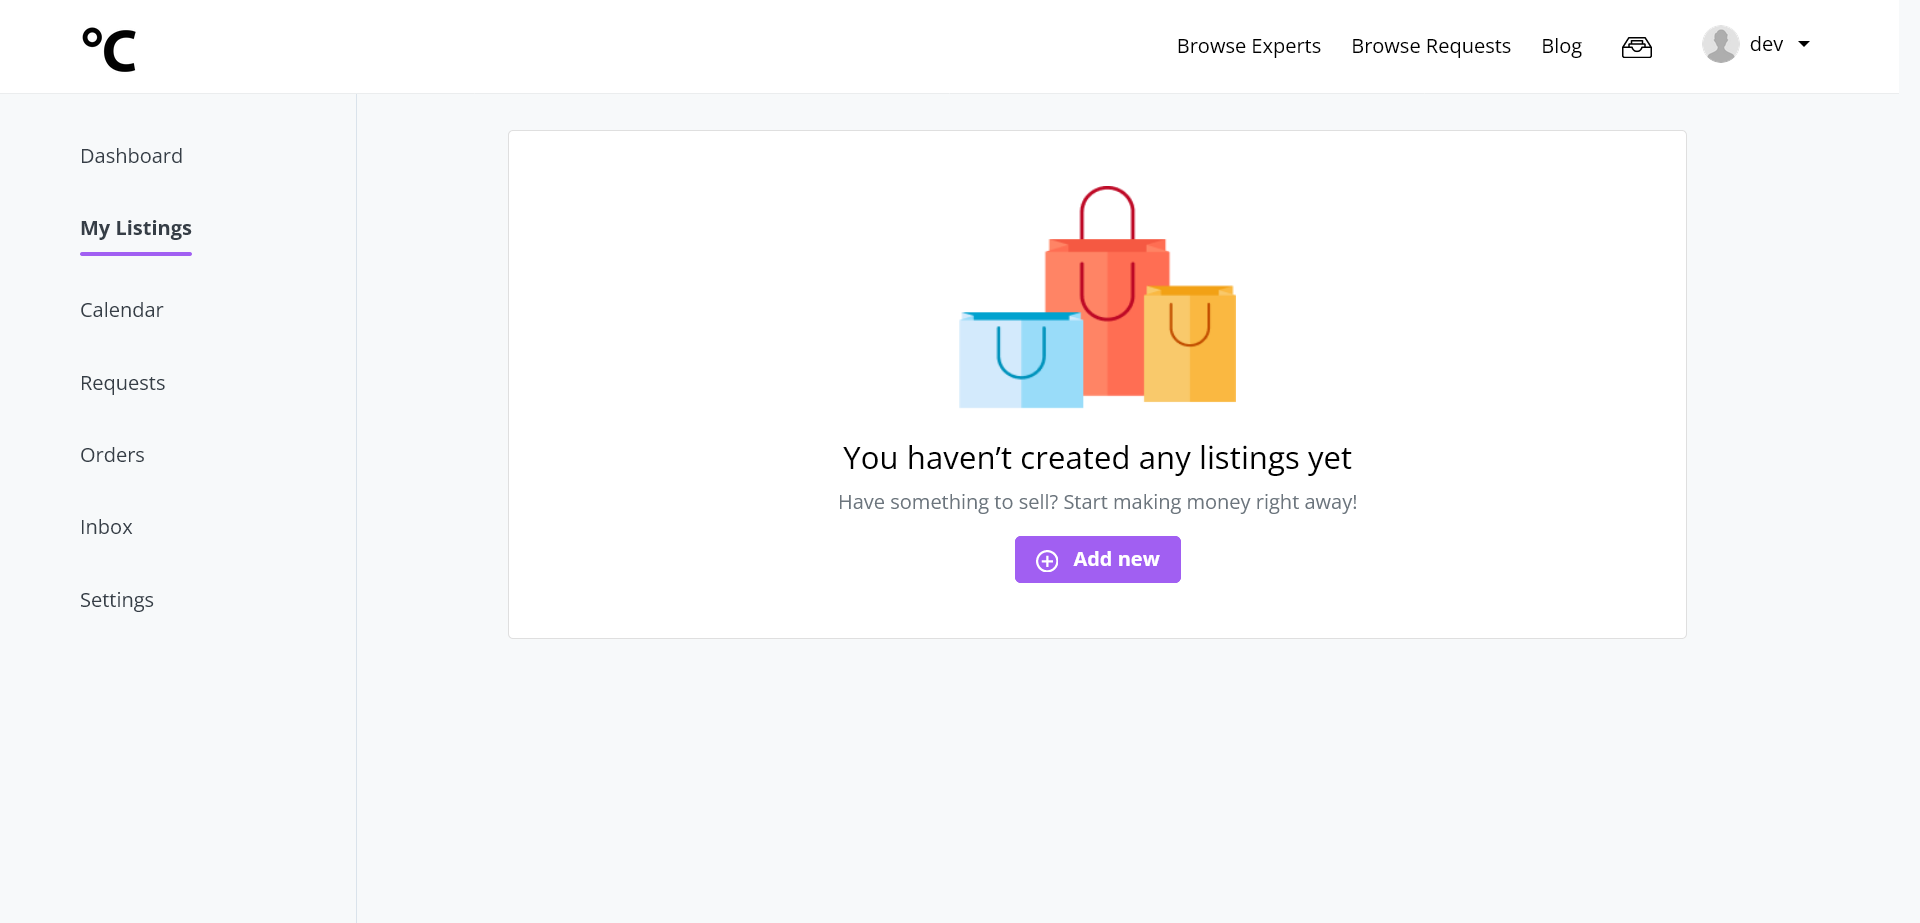 °C
Browse Experts
Browse Requests
Blog
dev
Dashboard
My Listings
Calendar
Requests
Orders
Inbox
Settings
You haven’t created any listings yet
Have something to sell? Start making money right away!
Add new